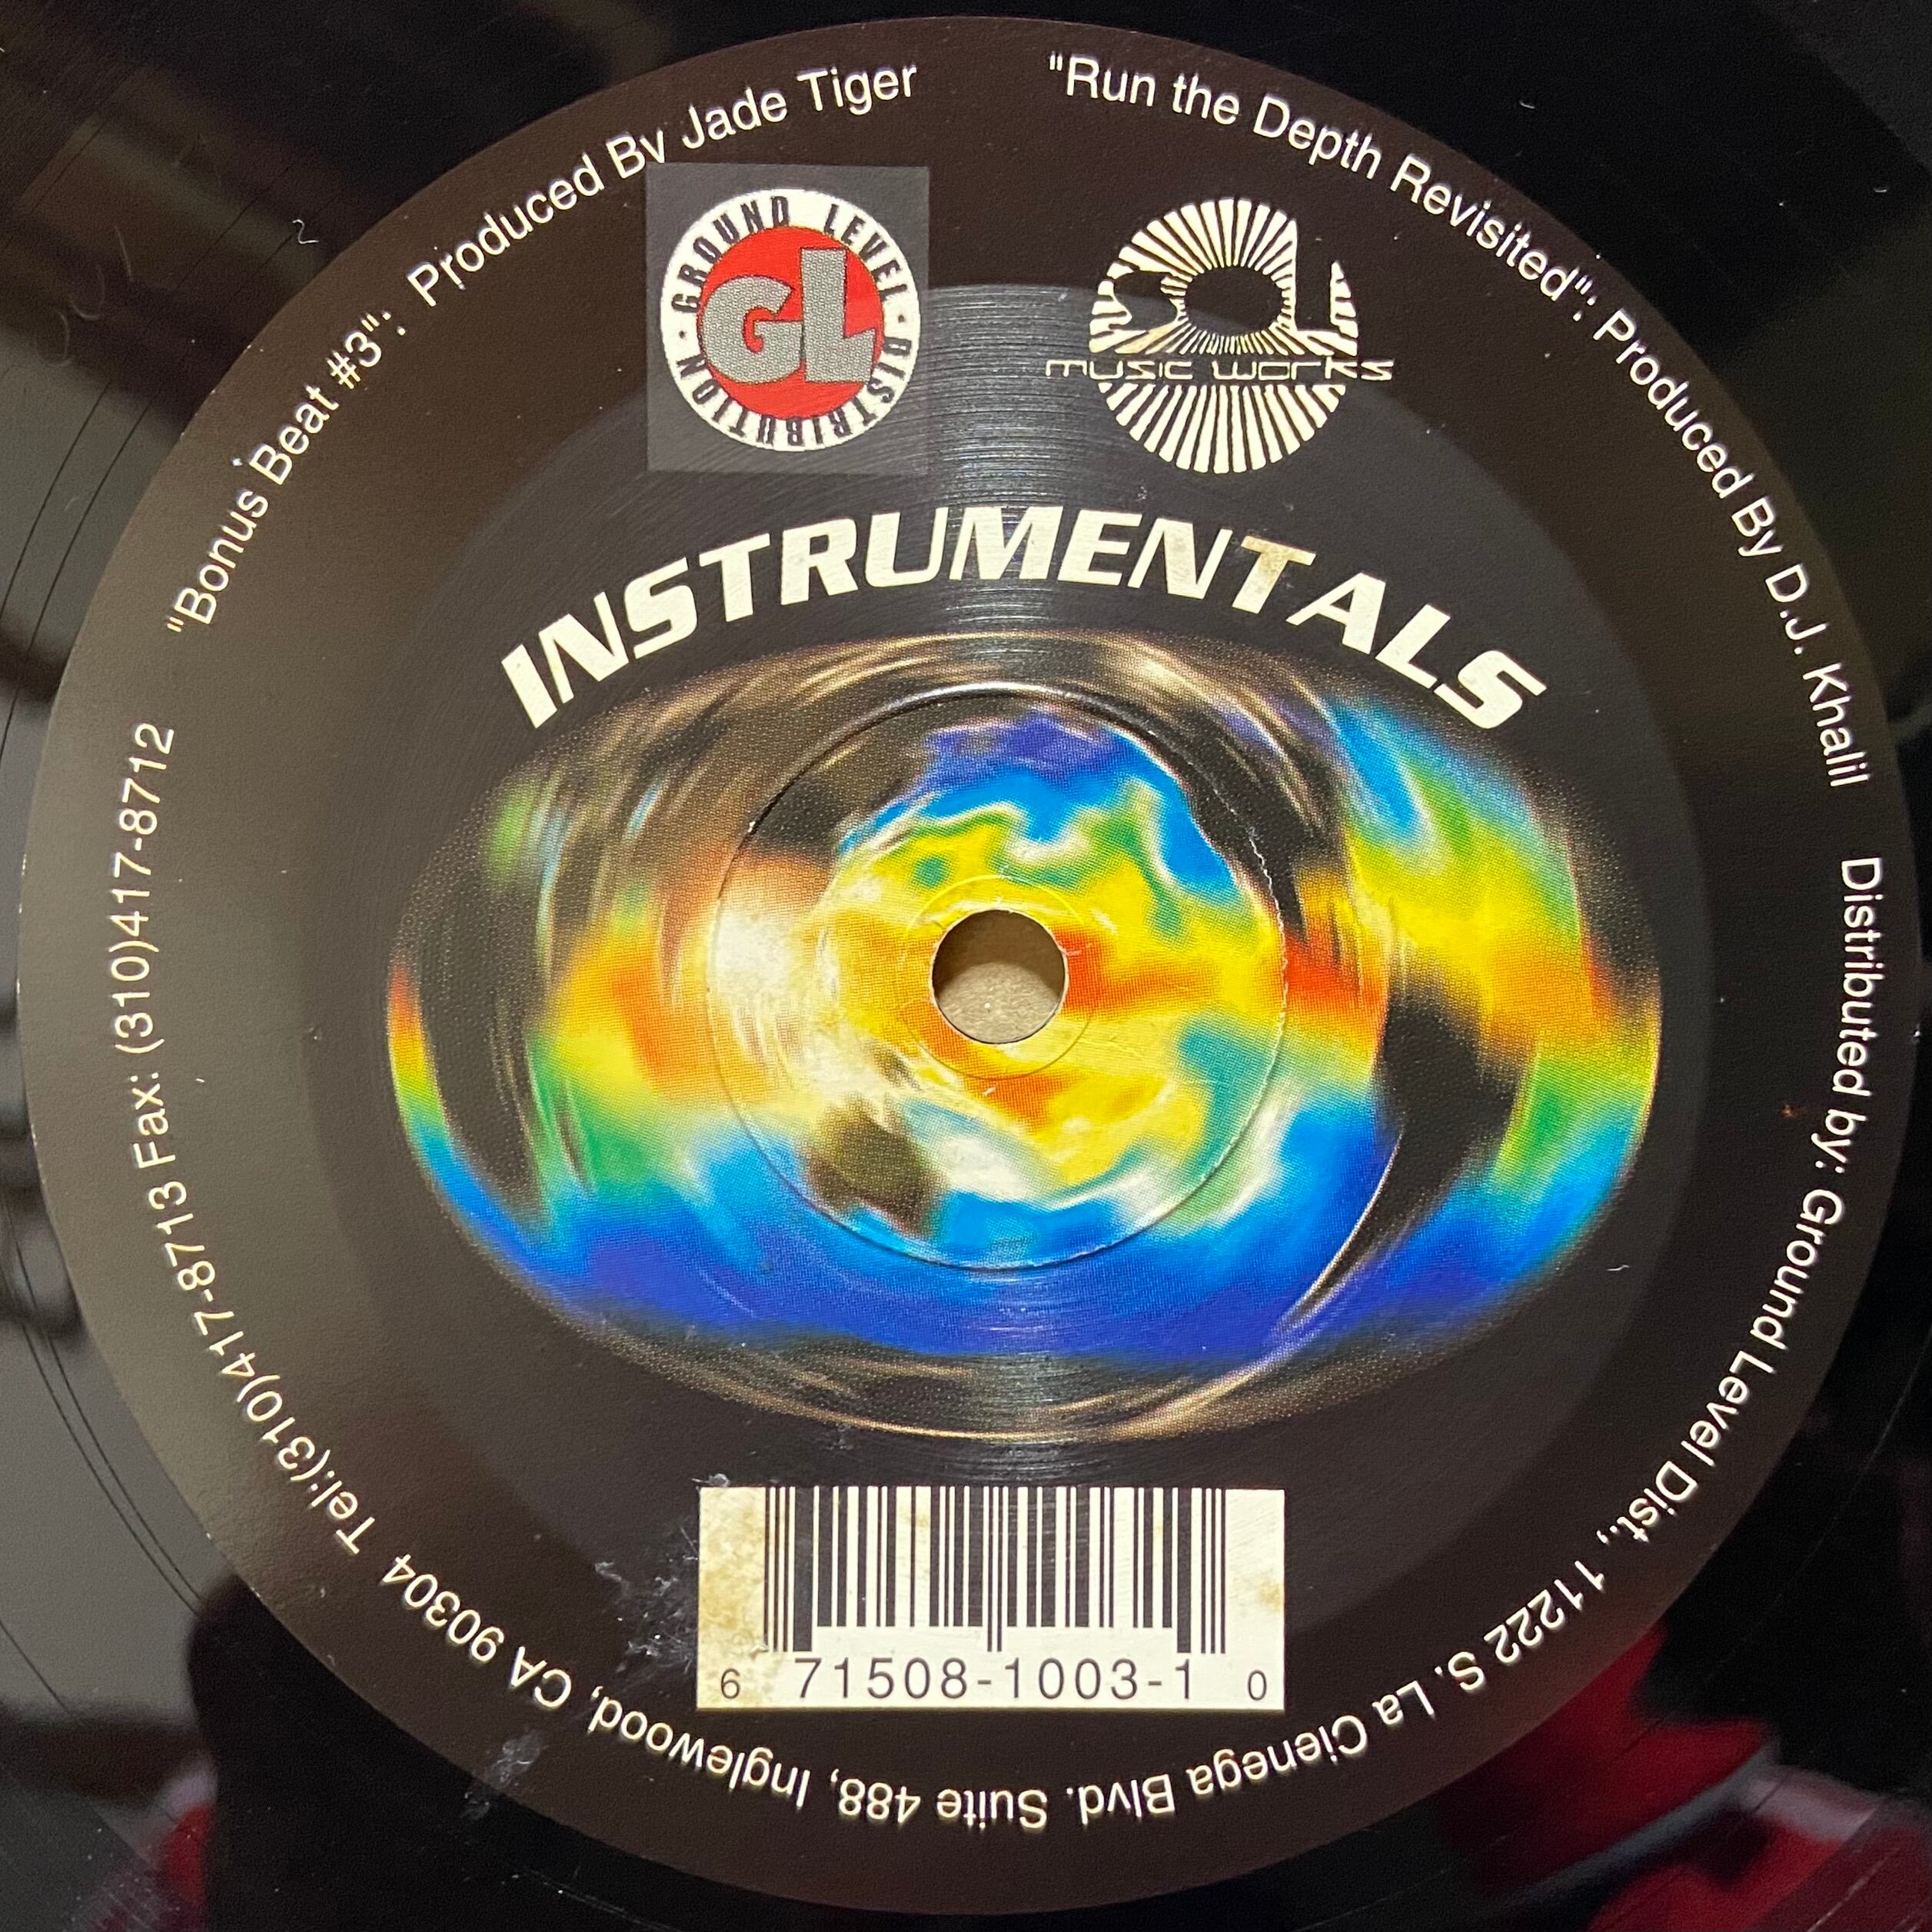 "Bonus Beat #3": Produced By Jade Tiger
"Run the Depth Revisited": Produced By D.J. Khalil
GROUND LEVEL · DISTRIBUTION ·
GL
music works
INSTRUMENTALS
6 71508-1003-1 0
Distributed by: Ground Level Dist., 11222 S. La Cienega Blvd. Suite 488, Inglewood, CA 90304 Tel:(310)417-8713 Fax: (310)417-8712